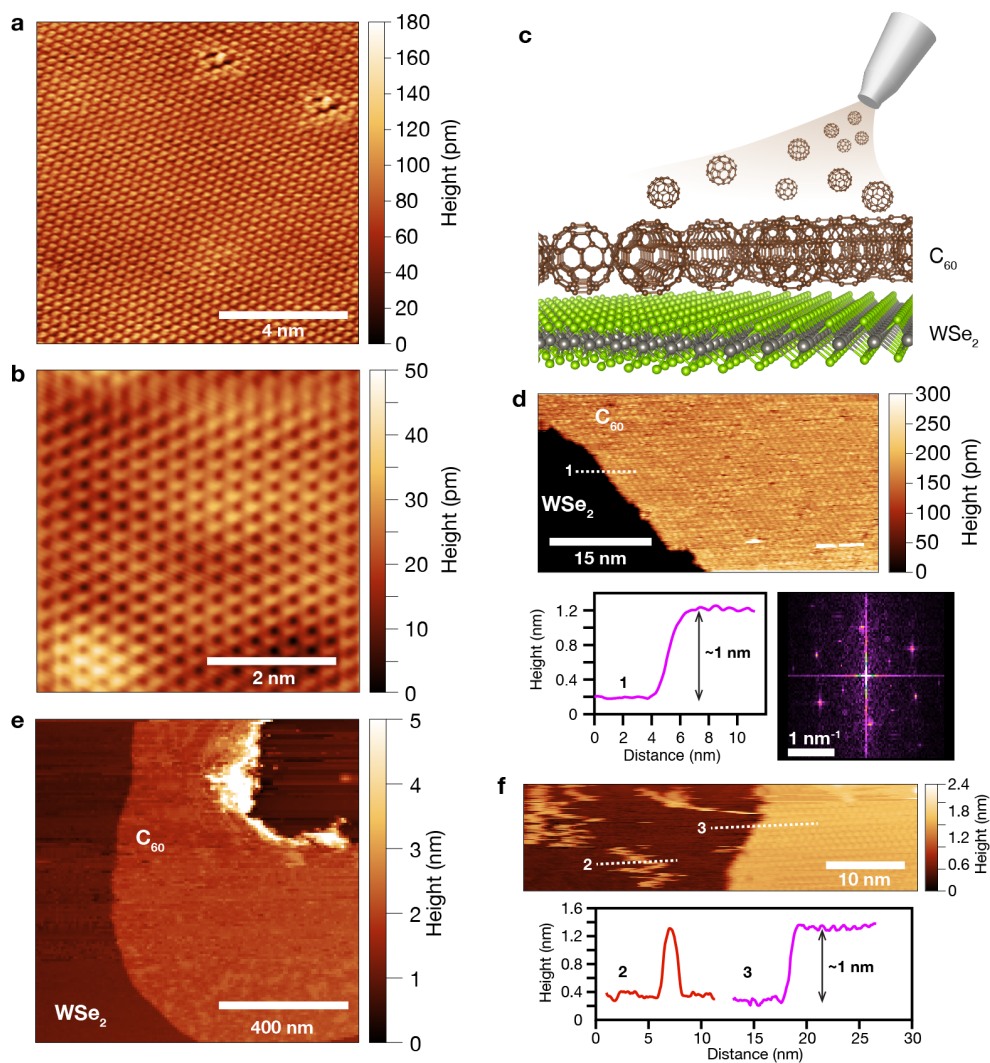 a
180
160
140
120
100
80
60
40
20
0
Height (pm)
4 nm
b
50
40
30
20
10
0
Height (pm)
2 nm
c
C60
WSe2
d
C60
1
WSe2
15 nm
300
250
200
150
100
50
0
Height (pm)
Height (nm)
1.2
0.4
0
1
~1 nm
0 2 4 6 8 10
Distance (nm)
1 nm-1
e
C60
WSe2
400 nm
5
4
3
2
1
0
Height (nm)
f
3
2
10 nm
2.4
1.8
1.2
0.6
0
Height (nm)
Height (nm)
1.6
1.2
0.8
0.4
0
2
3
~1 nm
0 5 10 15 20 25 30
Distance (nm)